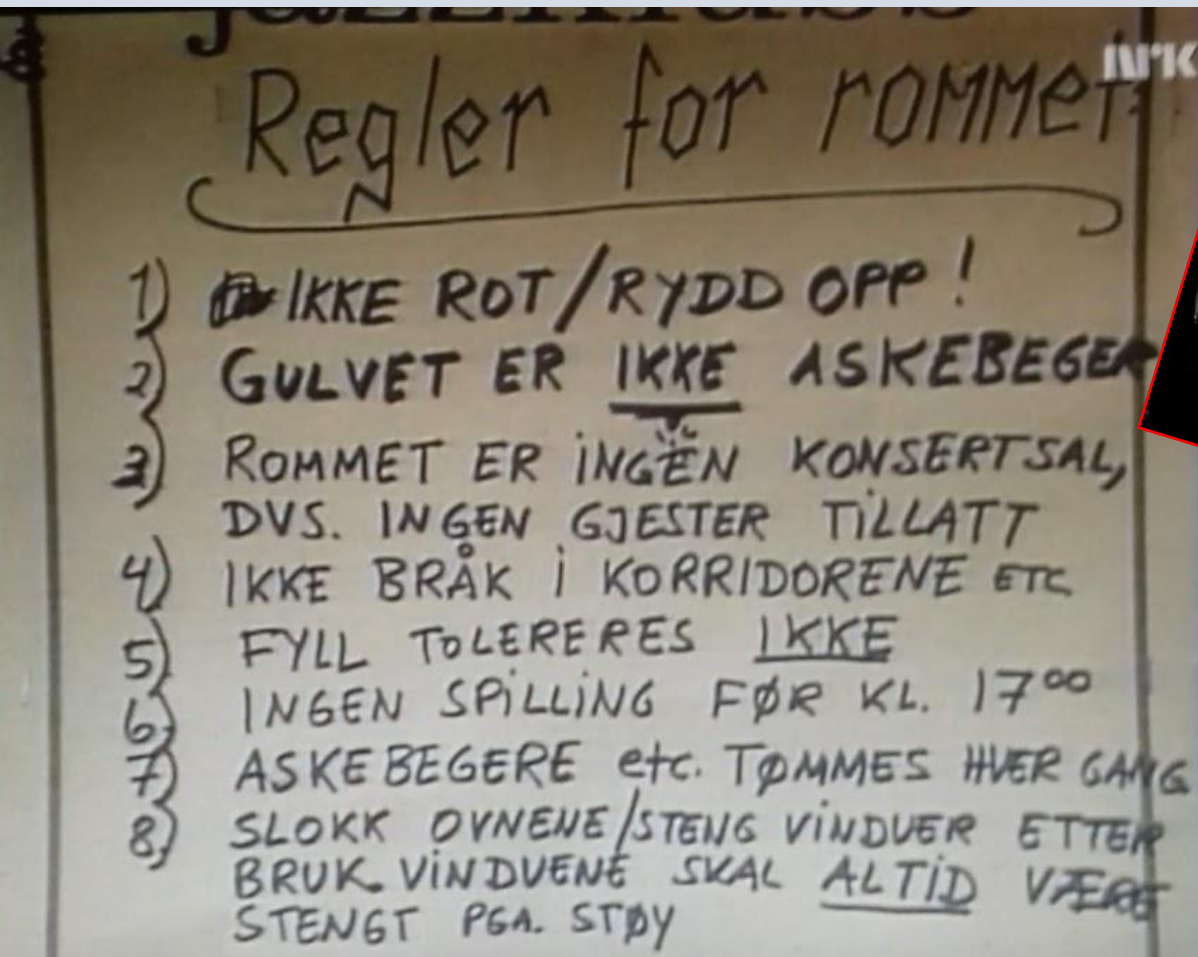 NRK
Regler for rommet:
1) IKKE ROT/RYDD OPP!
2) GULVET ER IKKE ASKEBEGER
3) ROMMET ER INGEN KONSERTSAL,
DVS. INGEN GJESTER TILLATT
4) IKKE BRÅK I KORRIDORENE ETC
5) FYLL TOLERERES IKKE
6) INGEN SPILLING FØR KL. 17⁰⁰
7) ASKEBEGERE etc. TØMMES HVER GANG
8) SLOKK OVNENE/STENG VINDUER ETTER
BRUK. VINDUENE SKAL ALTID VÆRE
STENGT PGA. STØY